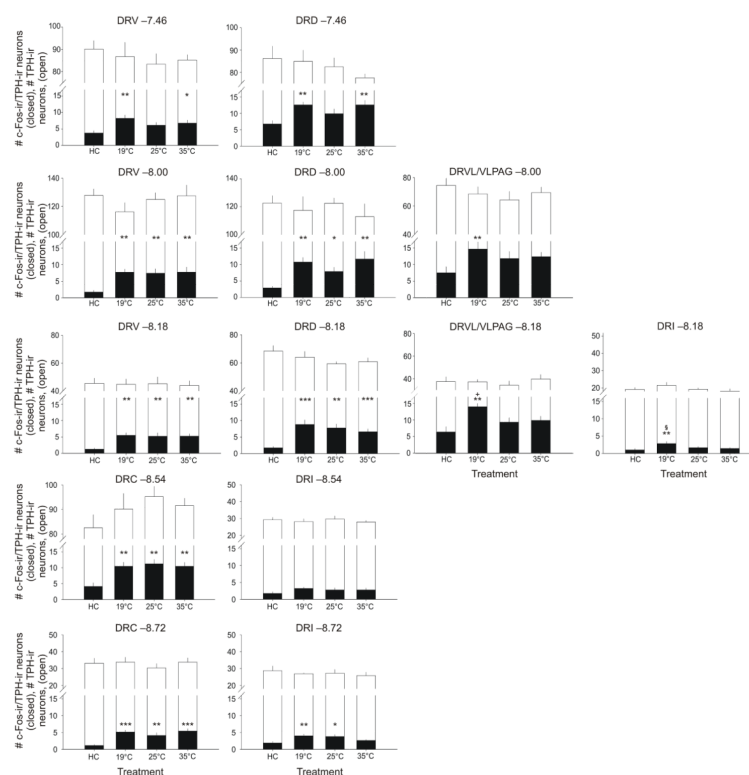 DRV –7.46
DRD –7.46
# c-Fos-ir/TPH-ir neurons
(closed), # TPH-ir
neurons, (open)
100
90
80
15
10
5
0
**
*
HC 19°C 25°C 35°C
100
90
80
15
10
5
0
**
**
HC 19°C 25°C 35°C
DRV –8.00
DRD –8.00
DRVL/VLPAG –8.00
# c-Fos-ir/TPH-ir neurons
(closed), # TPH-ir
neurons, (open)
140
120
100
15
10
5
0
** ** **
HC 19°C 25°C 35°C
140
120
100
15
10
5
0
** * **
HC 19°C 25°C 35°C
80
60
40
15
10
5
0
**
HC 19°C 25°C 35°C
DRV –8.18
DRD –8.18
DRVL/VLPAG –8.18
DRI –8.18
# c-Fos-ir/TPH-ir neurons
(closed), # TPH-ir
neurons, (open)
80
60
40
15
10
5
0
** ** **
HC 19°C 25°C 35°C
80
60
40
15
10
5
0
*** ** ***
HC 19°C 25°C 35°C
80
60
40
15
10
5
0
+
**
HC 19°C 25°C 35°C
Treatment
50
40
30
20
15
10
5
0
§
**
HC 19°C 25°C 35°C
Treatment
DRC –8.54
DRI –8.54
# c-Fos-ir/TPH-ir neurons
(closed), # TPH-ir
neurons, (open)
100
90
80
15
10
5
0
** ** **
HC 19°C 25°C 35°C
50
40
30
20
15
10
5
0
HC 19°C 25°C 35°C
DRC –8.72
DRI –8.72
# c-Fos-ir/TPH-ir neurons
(closed), # TPH-ir
neurons, (open)
50
40
30
20
15
10
5
0
*** ** ***
HC 19°C 25°C 35°C
Treatment
50
40
30
20
15
10
5
0
** *
HC 19°C 25°C 35°C
Treatment